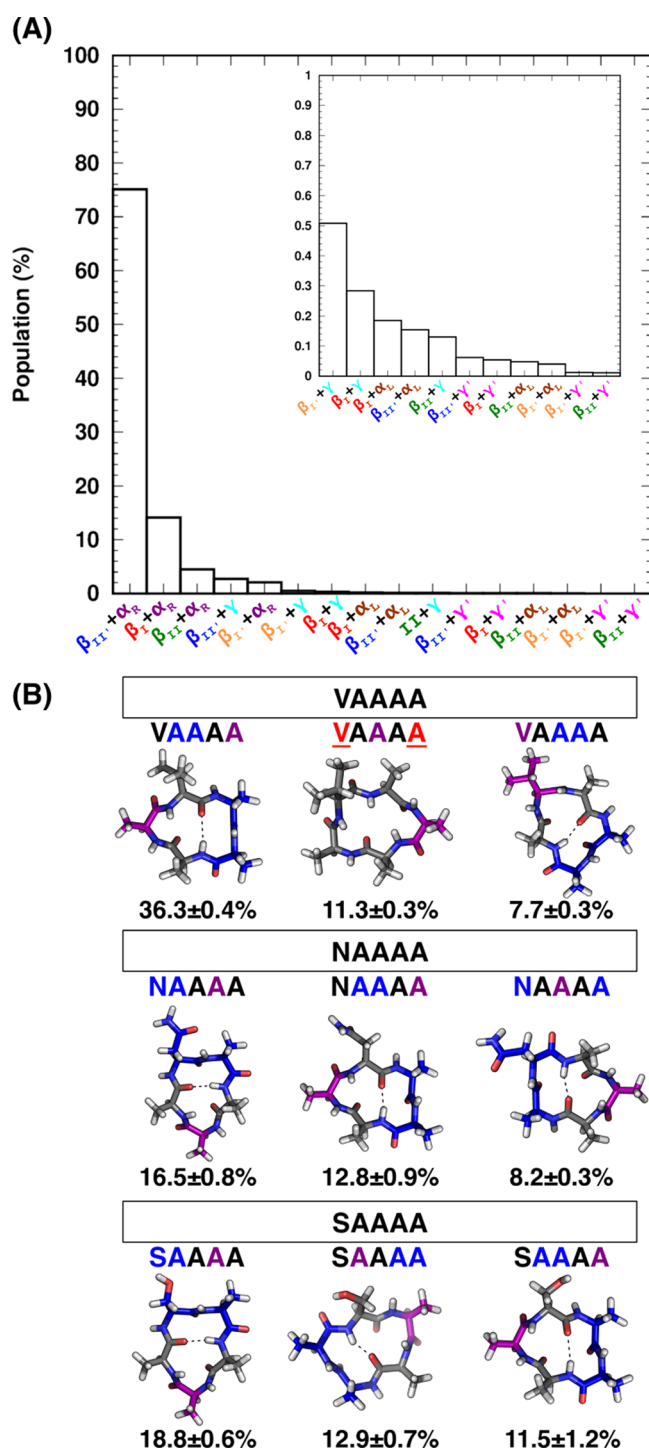 (A)
Population (%)
100
90
80
70
60
50
40
30
20
10
0
1
0.9
0.8
0.7
0.6
0.5
0.4
0.3
0.2
0.1
0
βI'+γ
βI+γ
βI+αL
βII'+αL
βII+γ
βII'+γ'
βI+γ'
βII+αL
βI'+αL
βI'+γ'
βII+γ'
βII'+αR
βI+αR
βII+αR
βII'+γ
βI'+αR
βI'+γ
βI+γ
βI+αL
βII'+αL
II+γ
βII'+γ'
βI+γ'
βII+αL
βI'+αL
βI'+γ'
βII+γ'
(B)
VAAAA
VAAAA VAAAA VAAAA
36.3±0.4% 11.3±0.3% 7.7±0.3%
NAAAA
NAAAA NAAAA NAAAA
16.5±0.8% 12.8±0.9% 8.2±0.3%
SAAAA
SAAAA SAAAA SAAAA
18.8±0.6% 12.9±0.7% 11.5±1.2%